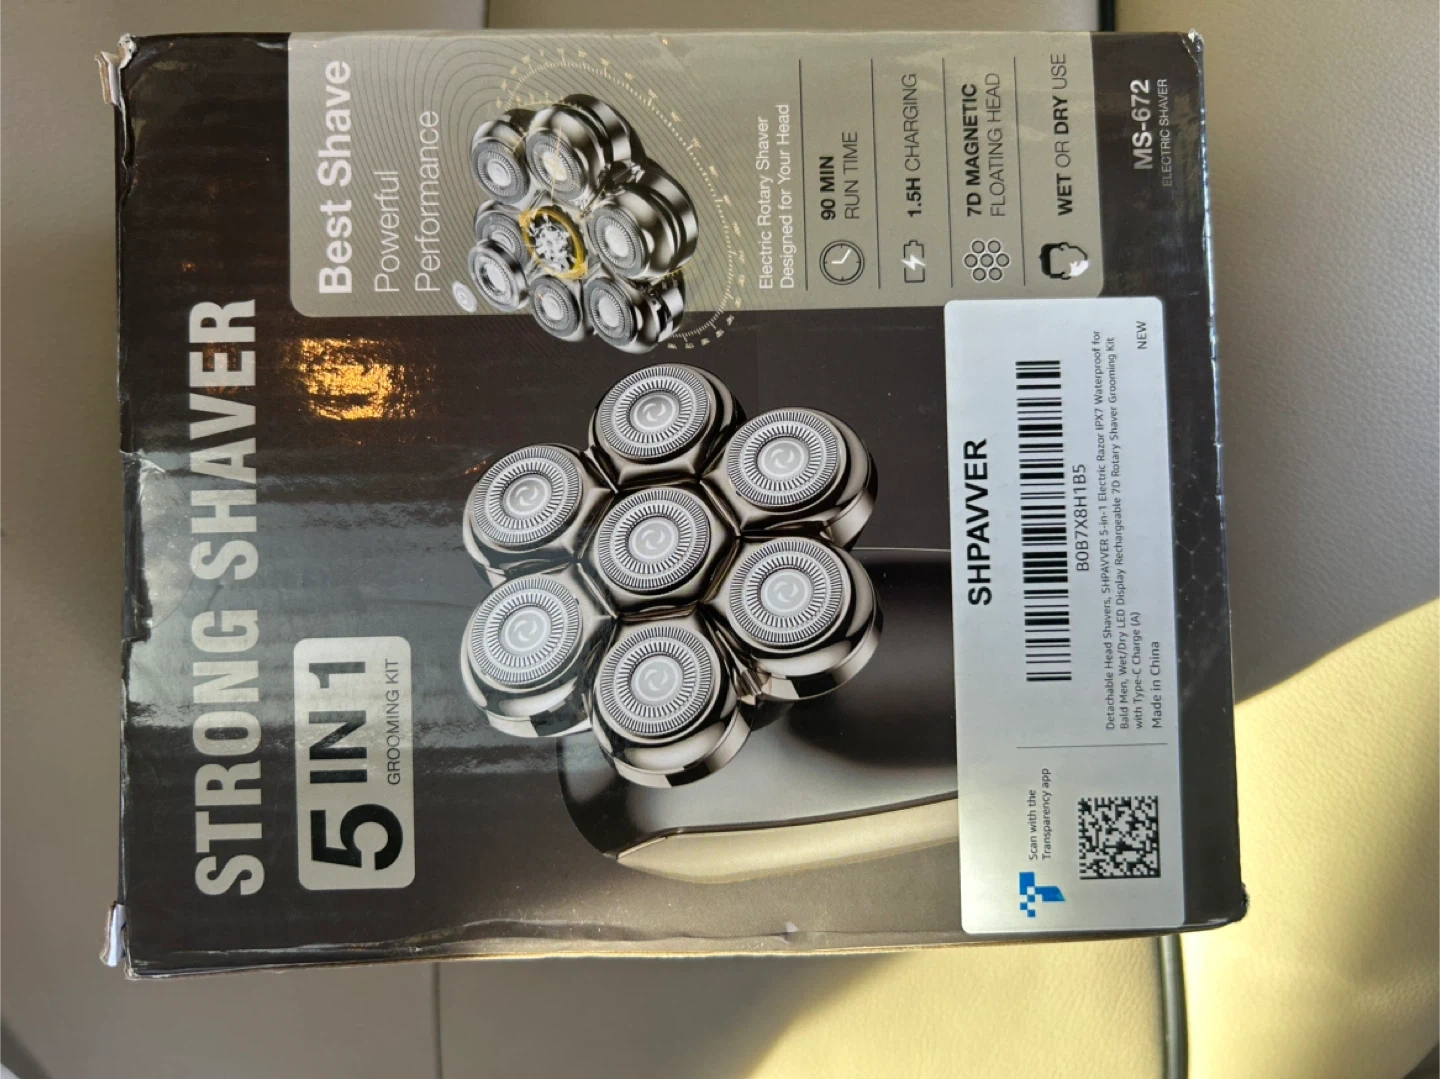 STRONG SHAVER
5 IN 1
GROOMING KIT
Best Shave
Powerful
Performance
Electric Rotary Shaver
Designed for Your Head
90 MIN
RUN TIME
1.5H CHARGING
7D MAGNETIC
FLOATING HEAD
WET OR DRY USE
MS-672
ELECTRIC SHAVER
SHPAVVER
B0B7X8H1B5
Detachable Head Shavers, SHPAVVER 5-in-1 Electric Razor IPX7 Waterproof for
Bald Men, Wet/Dry LED Display Rechargeable 7D Rotary Shaver Grooming Kit
with Type-C Charge (A)
NEW
Made in China
Scan with the
Transparency app